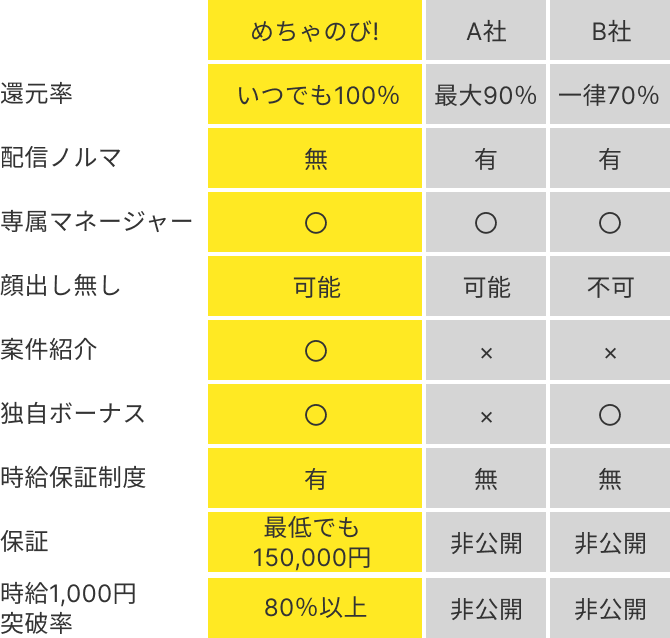 めちゃのび! A社 B社
還元率 いつでも100% 最大90% 一律70%
配信ノルマ 無 有 有
専属マネージャー 〇 〇 〇
顔出し無し 可能 可能 不可
案件紹介 〇 × ×
独自ボーナス 〇 × 〇
時給保証制度 有 無 無
保証 最低でも 非公開 非公開
150,000円
時給1,000円 80%以上 非公開 非公開
突破率